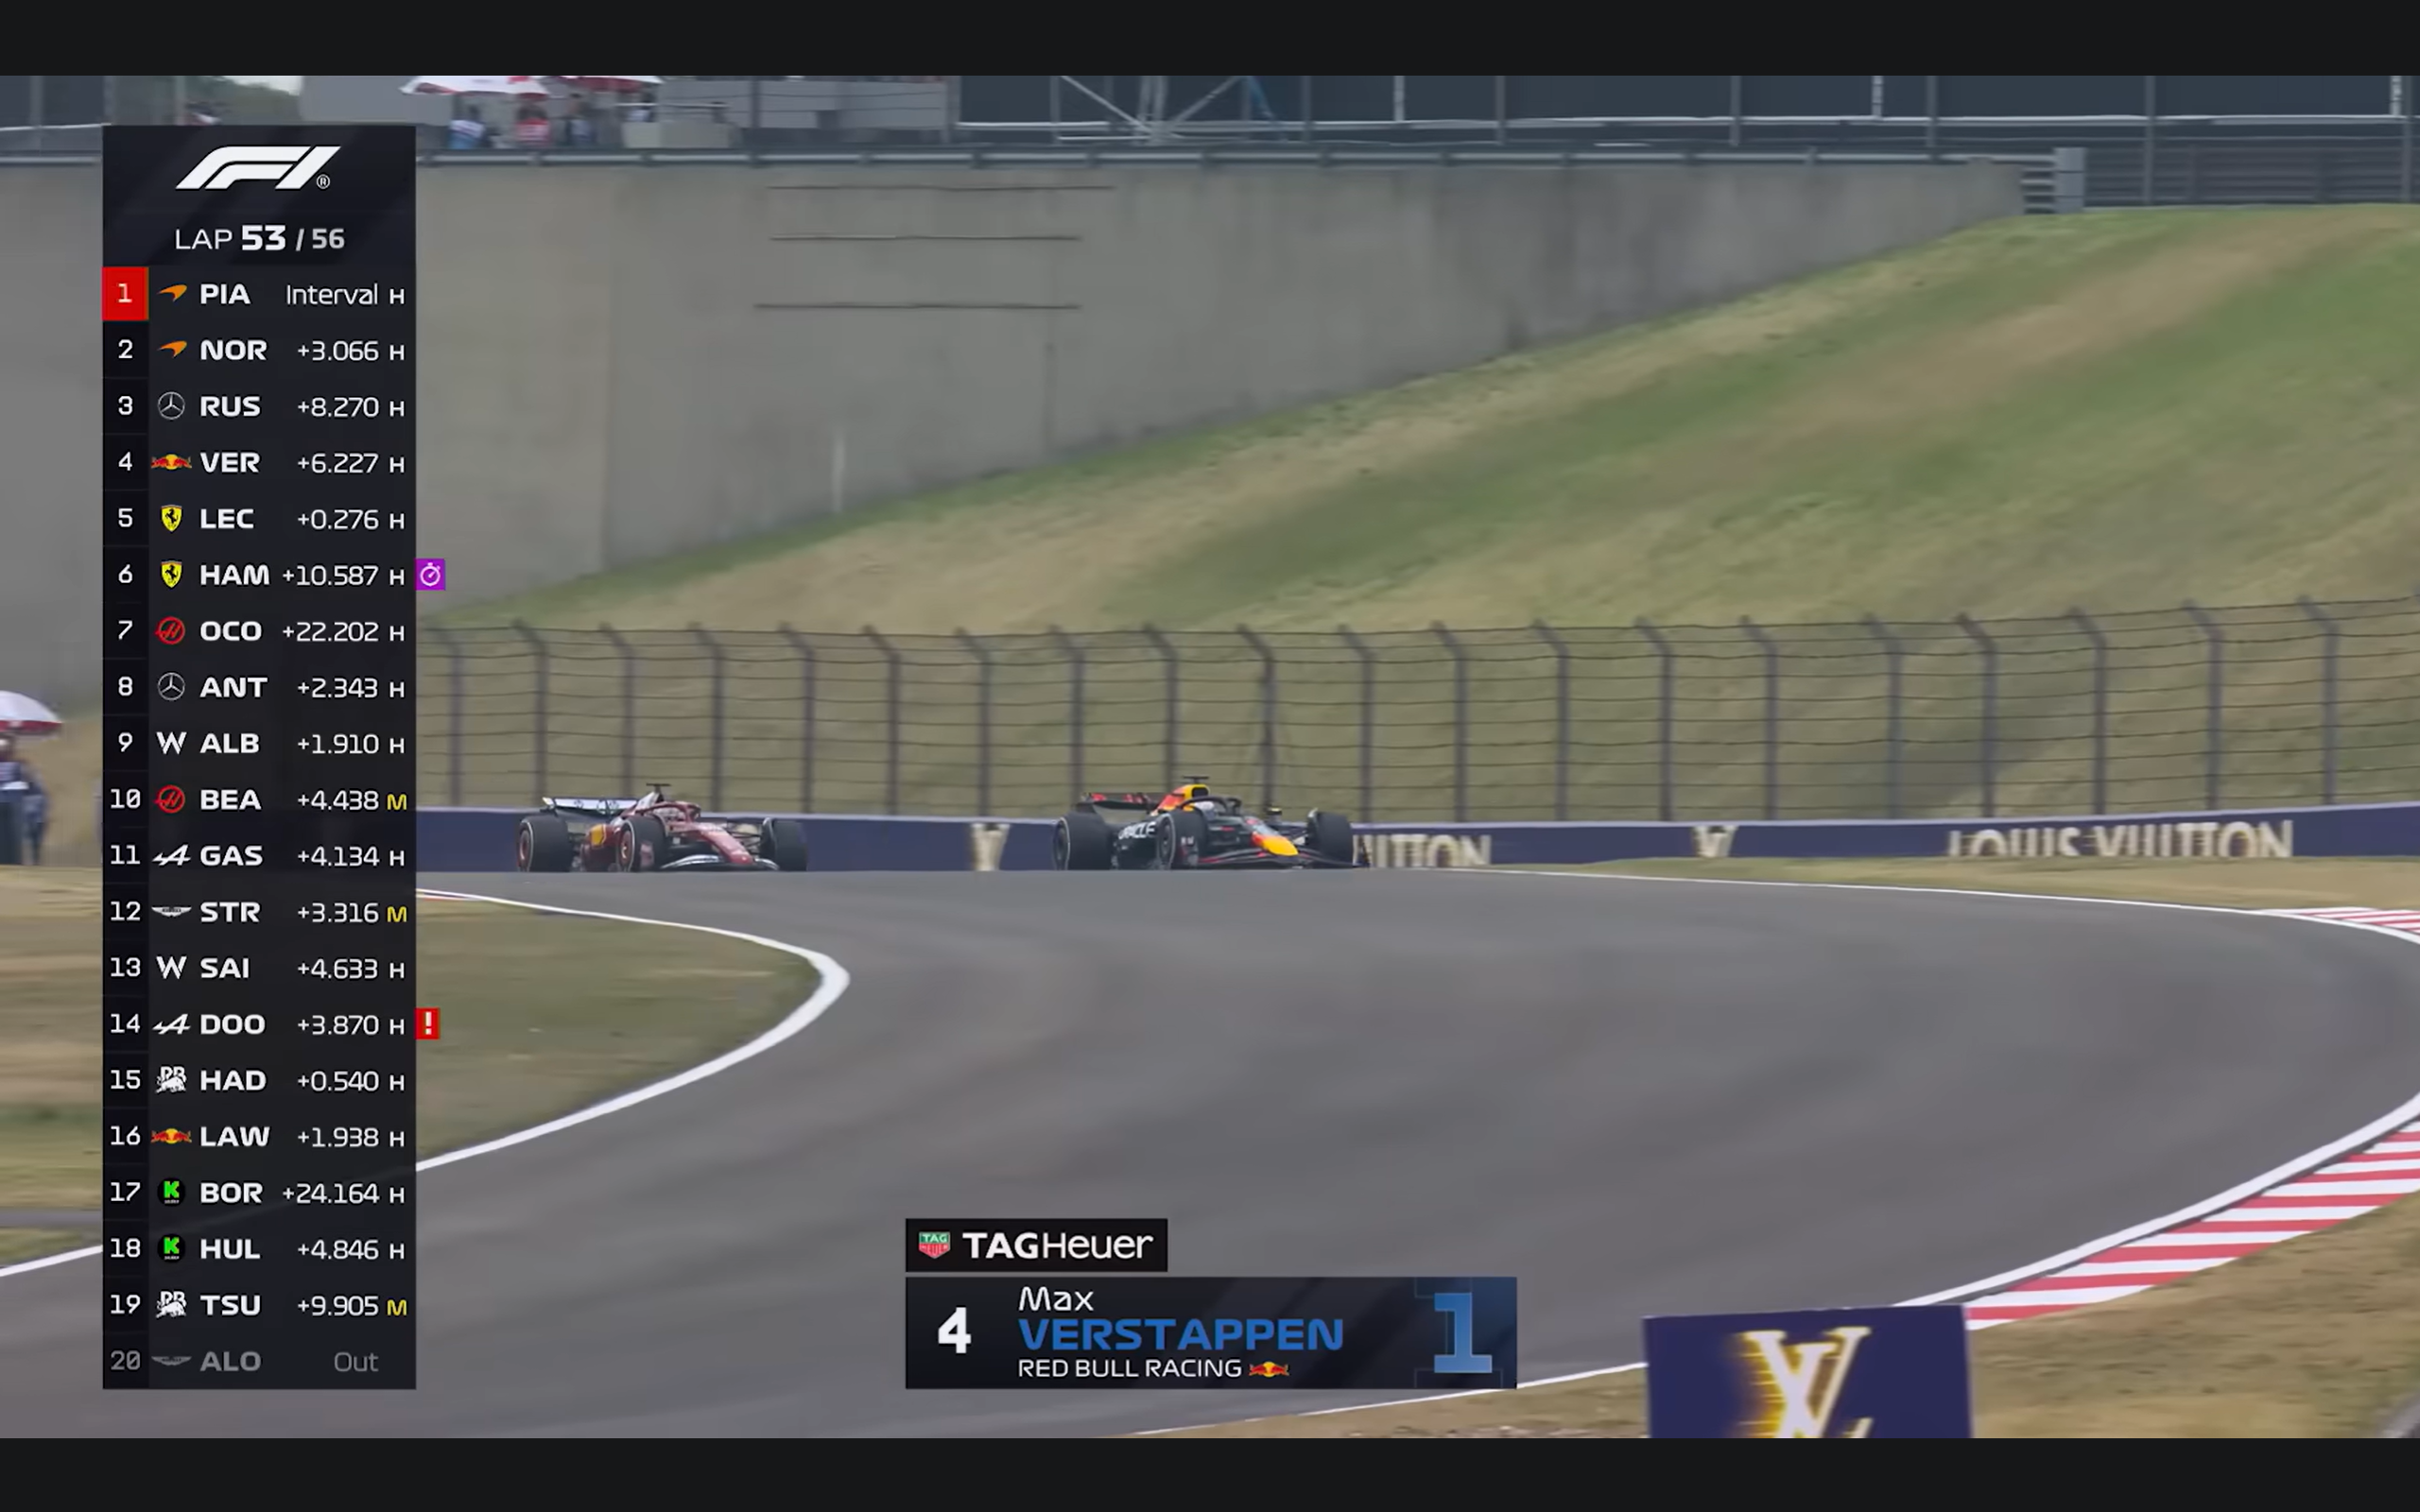 F1®
LAP 53 / 56
1 PIA Interval H
2 NOR +3.066 H
3 RUS +8.270 H
4 VER +6.227 H
5 LEC +0.276 H
6 HAM +10.587 H
7 OCO +22.202 H
8 ANT +2.343 H
9 W ALB +1.910 H
10 BEA +4.438 M
11 GAS +4.134 H
12 STR +3.316 M
13 W SAI +4.633 H
14 DOO +3.870 H !
15 HAD +0.540 H
16 LAW +1.938 H
17 K BOR +24.164 H
18 K HUL +4.846 H
19 TSU +9.905 M
20 ALO Out
ORACLE
LOUIS VUITTON
TAG HEUER TAGHeuer
4 Max 1
VERSTAPPEN
RED BULL RACING
LV